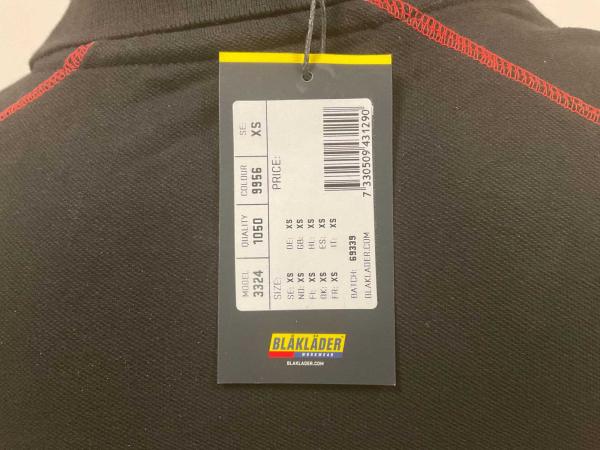 MODEL QUALITY COLOUR SE:
3324 1050 9956 XS
SIZE: PRICE:
SE: XS DE: XS
NO: XS GB: XS
FI: XS NL: XS
DK: XS ES: XS
FR: XS IT: XS
BATCH: 69339
BLAKLADER.COM
7 330509 431290
BLÅKLÄDER
WORKWEAR
BLAKLADER.COM